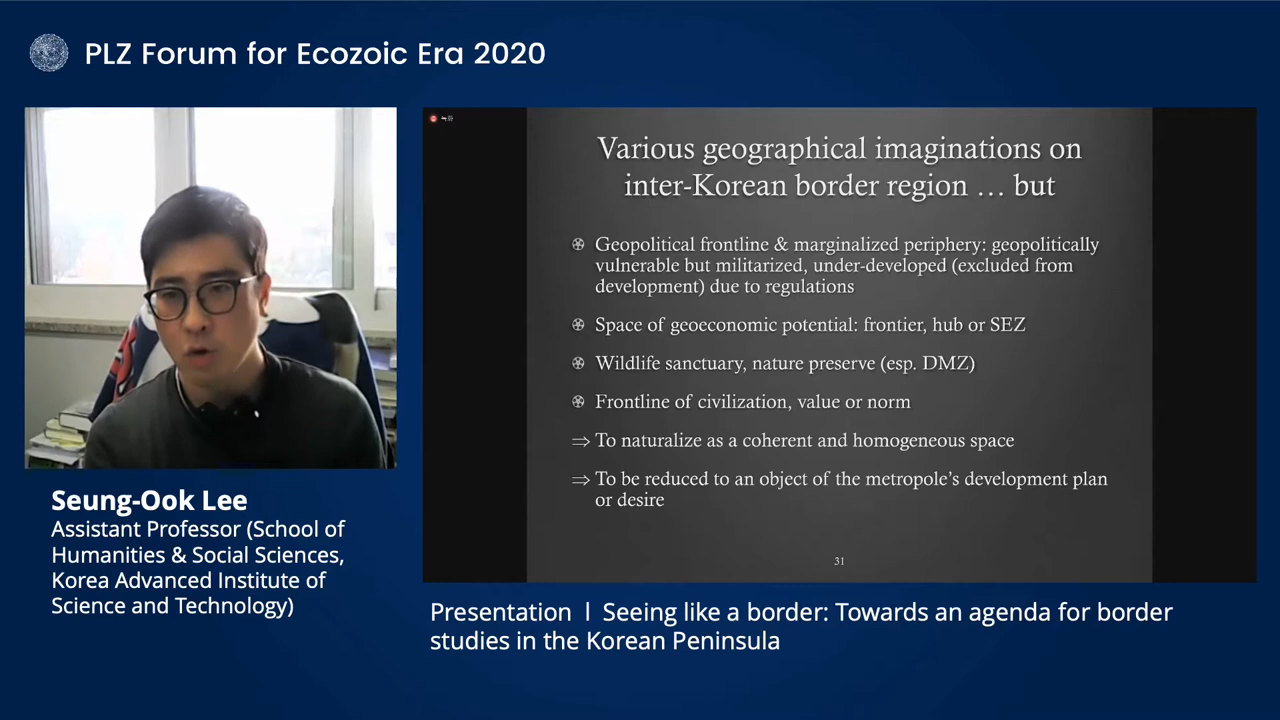 PLZ Forum for Ecozoic Era 2020
Various geographical imaginations on
inter-Korean border region … but
Geopolitical frontline & marginalized periphery: geopolitically
vulnerable but militarized, under-developed (excluded from
development) due to regulations
Space of geoeconomic potential: frontier, hub or SEZ
Wildlife sanctuary, nature preserve (esp. DMZ)
Frontline of civilization, value or norm
⇒ To naturalize as a coherent and homogeneous space
⇒ To be reduced to an object of the metropole’s development plan
or desire
31
Seung-Ook Lee
Assistant Professor (School of
Humanities & Social Sciences,
Korea Advanced Institute of
Science and Technology)
Presentation l Seeing like a border: Towards an agenda for border
studies in the Korean Peninsula